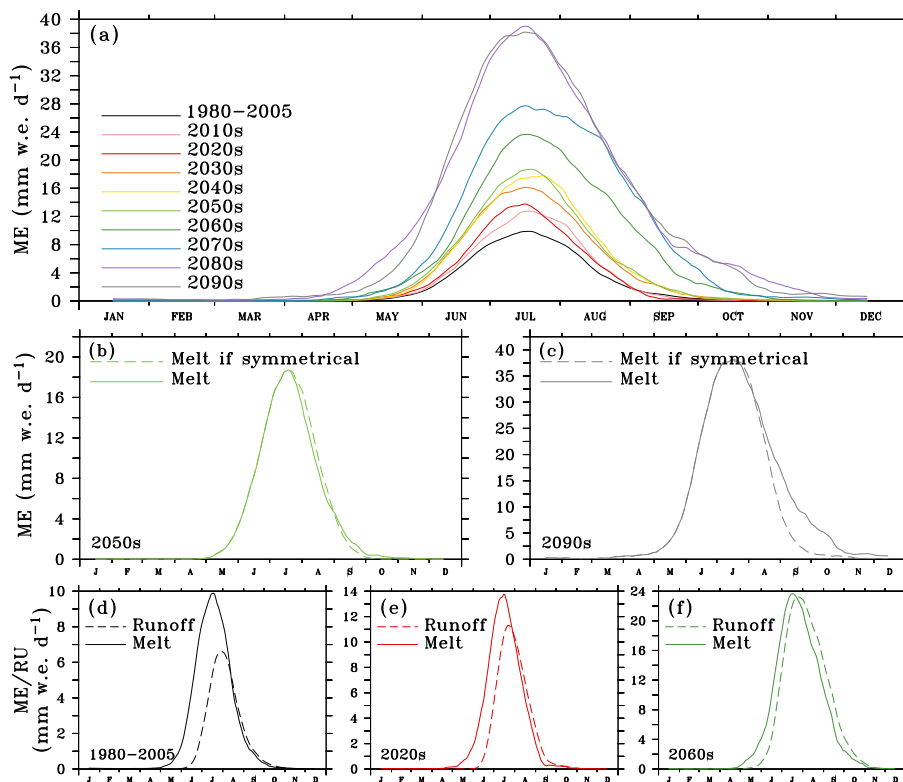 (a)
ME (mm w.e. d⁻¹)
40
36
32
28
24
20
16
12
8
4
0
1980−2005
2010s
2020s
2030s
2040s
2050s
2060s
2070s
2080s
2090s
JAN FEB MAR APR MAY JUN JUL AUG SEP OCT NOV DEC
(b)
ME (mm w.e. d⁻¹)
20
16
12
8
4
0
Melt if symmetrical
Melt
2050s
J F M A M J J A S O N D
(c)
40
35
30
25
20
15
10
5
0
Melt if symmetrical
Melt
2090s
J F M A M J J A S O N D
(d)
ME/RU
(mm w.e. d⁻¹)
10
8
6
4
2
0
Runoff
Melt
1980−2005
J F M A M J J A S O N D
(e)
14
12
10
8
6
4
2
0
Runoff
Melt
2020s
J F M A M J J A S O N D
(f)
24
20
16
12
8
4
0
Runoff
Melt
2060s
J F M A M J J A S O N D